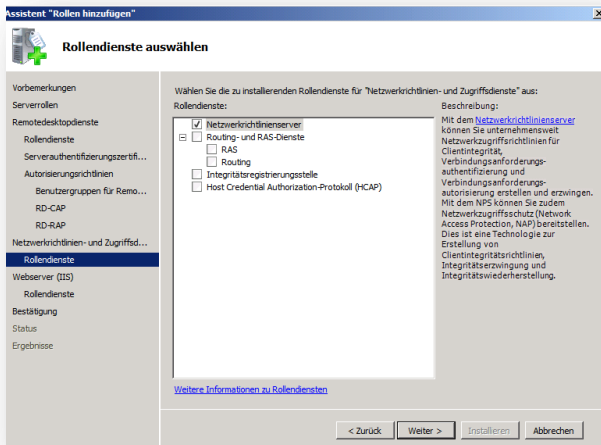 Assistent "Rollen hinzufügen"
Rollendienste auswählen
Vorbemerkungen
Serverrollen
Remotedesktopdienste
Rollendienste
Serverauthentifizierungszertifi...
Autorisierungsrichtlinien
Benutzergruppen für Remo...
RD-CAP
RD-RAP
Netzwerkrichtlinien- und Zugriffsd...
Rollendienste
Webserver (IIS)
Rollendienste
Bestätigung
Status
Ergebnisse
Wählen Sie die zu installierenden Rollendienste für "Netzwerkrichtlinien- und Zugriffsdienste" aus:
Rollendienste:
Netzwerkrichtlinienserver
Routing- und RAS-Dienste
RAS
Routing
Integritätsregistrierungsstelle
Host Credential Authorization-Protokoll (HCAP)
Beschreibung:
Mit dem Netzwerkrichtlinienserver
können Sie unternehmensweit
Netzwerkzugriffsrichtlinien für
Clientintegrität,
Verbindungsanforderungs-
authentifizierung und
Verbindungsanforderungs-
autorisierung erstellen und erzwingen.
Mit dem NPS können Sie zudem
Netzwerkzugriffsschutz (Network
Access Protection, NAP) bereitstellen.
Dies ist eine Technologie zur
Erstellung von
Clientintegritätsrichtlinien,
Integritätserzwingung und
Integritätswiederherstellung.
Weitere Informationen zu Rollendiensten
< Zurück
Weiter >
Installieren
Abbrechen